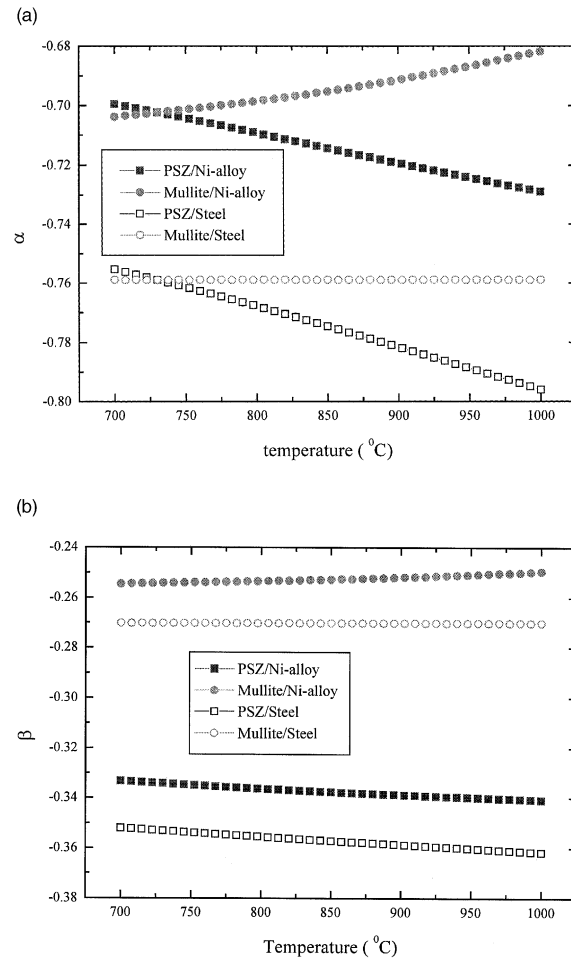 (a)
-0.68
-0.70
-0.72
-0.74
-0.76
-0.78
-0.80
α
PSZ/Ni-alloy
Mullite/Ni-alloy
PSZ/Steel
Mullite/Steel
700 750 800 850 900 950 1000
temperature ( ⁰C)
(b)
-0.24
-0.26
-0.28
-0.30
-0.32
-0.34
-0.36
-0.38
β
PSZ/Ni-alloy
Mullite/Ni-alloy
PSZ/Steel
Mullite/Steel
700 750 800 850 900 950 1000
Temperature ( ⁰C)